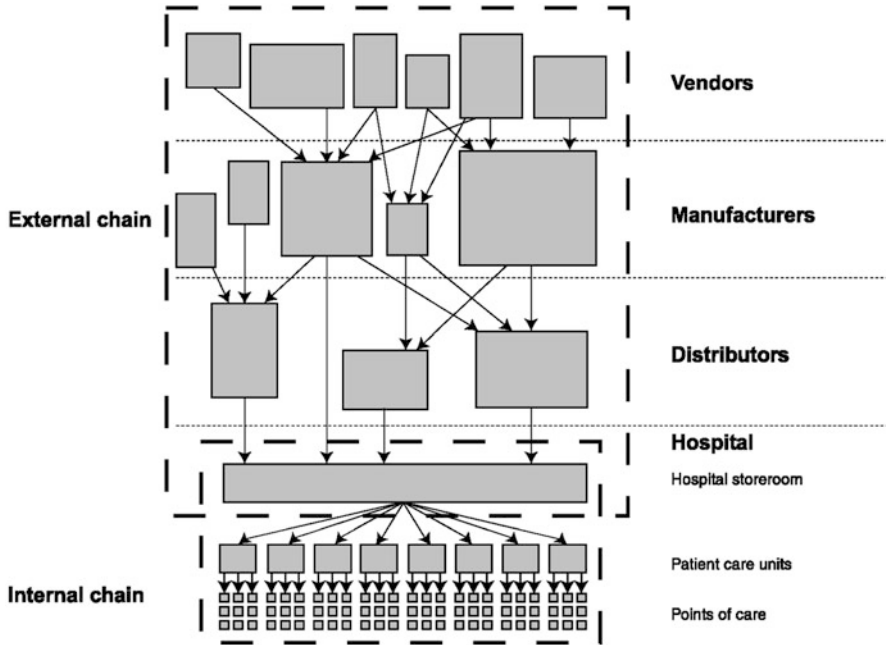 Vendors
External chain
Manufacturers
Distributors
Hospital
Hospital storeroom
Patient care units
Internal chain
Points of care